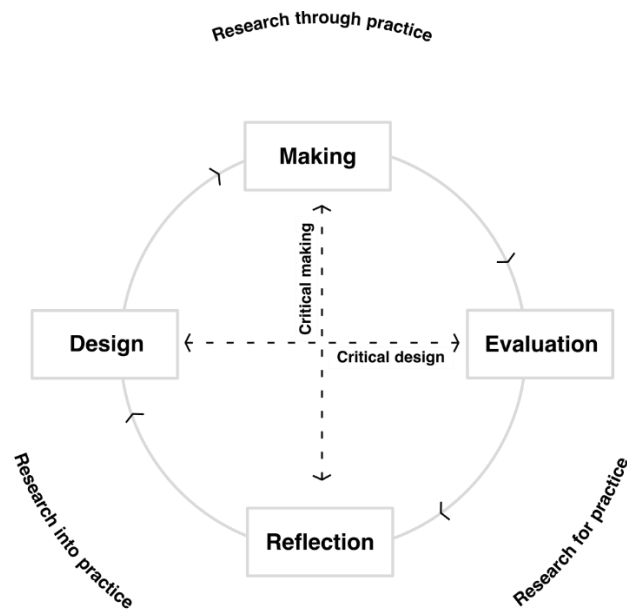 Research through practice
Making
Critical making
Design
Critical design
Evaluation
Research into practice
Reflection
Research for practice